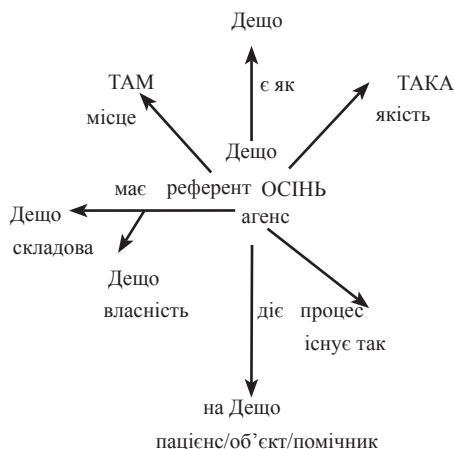 Дещо
ТАМ
є як
ТАКА
місце
якість
Дещо
має референт ОСІНЬ
Дещо
агенс
складова
Дещо
власність
діє процес
існує так
на Дещо
пацієнс/об’єкт/помічник